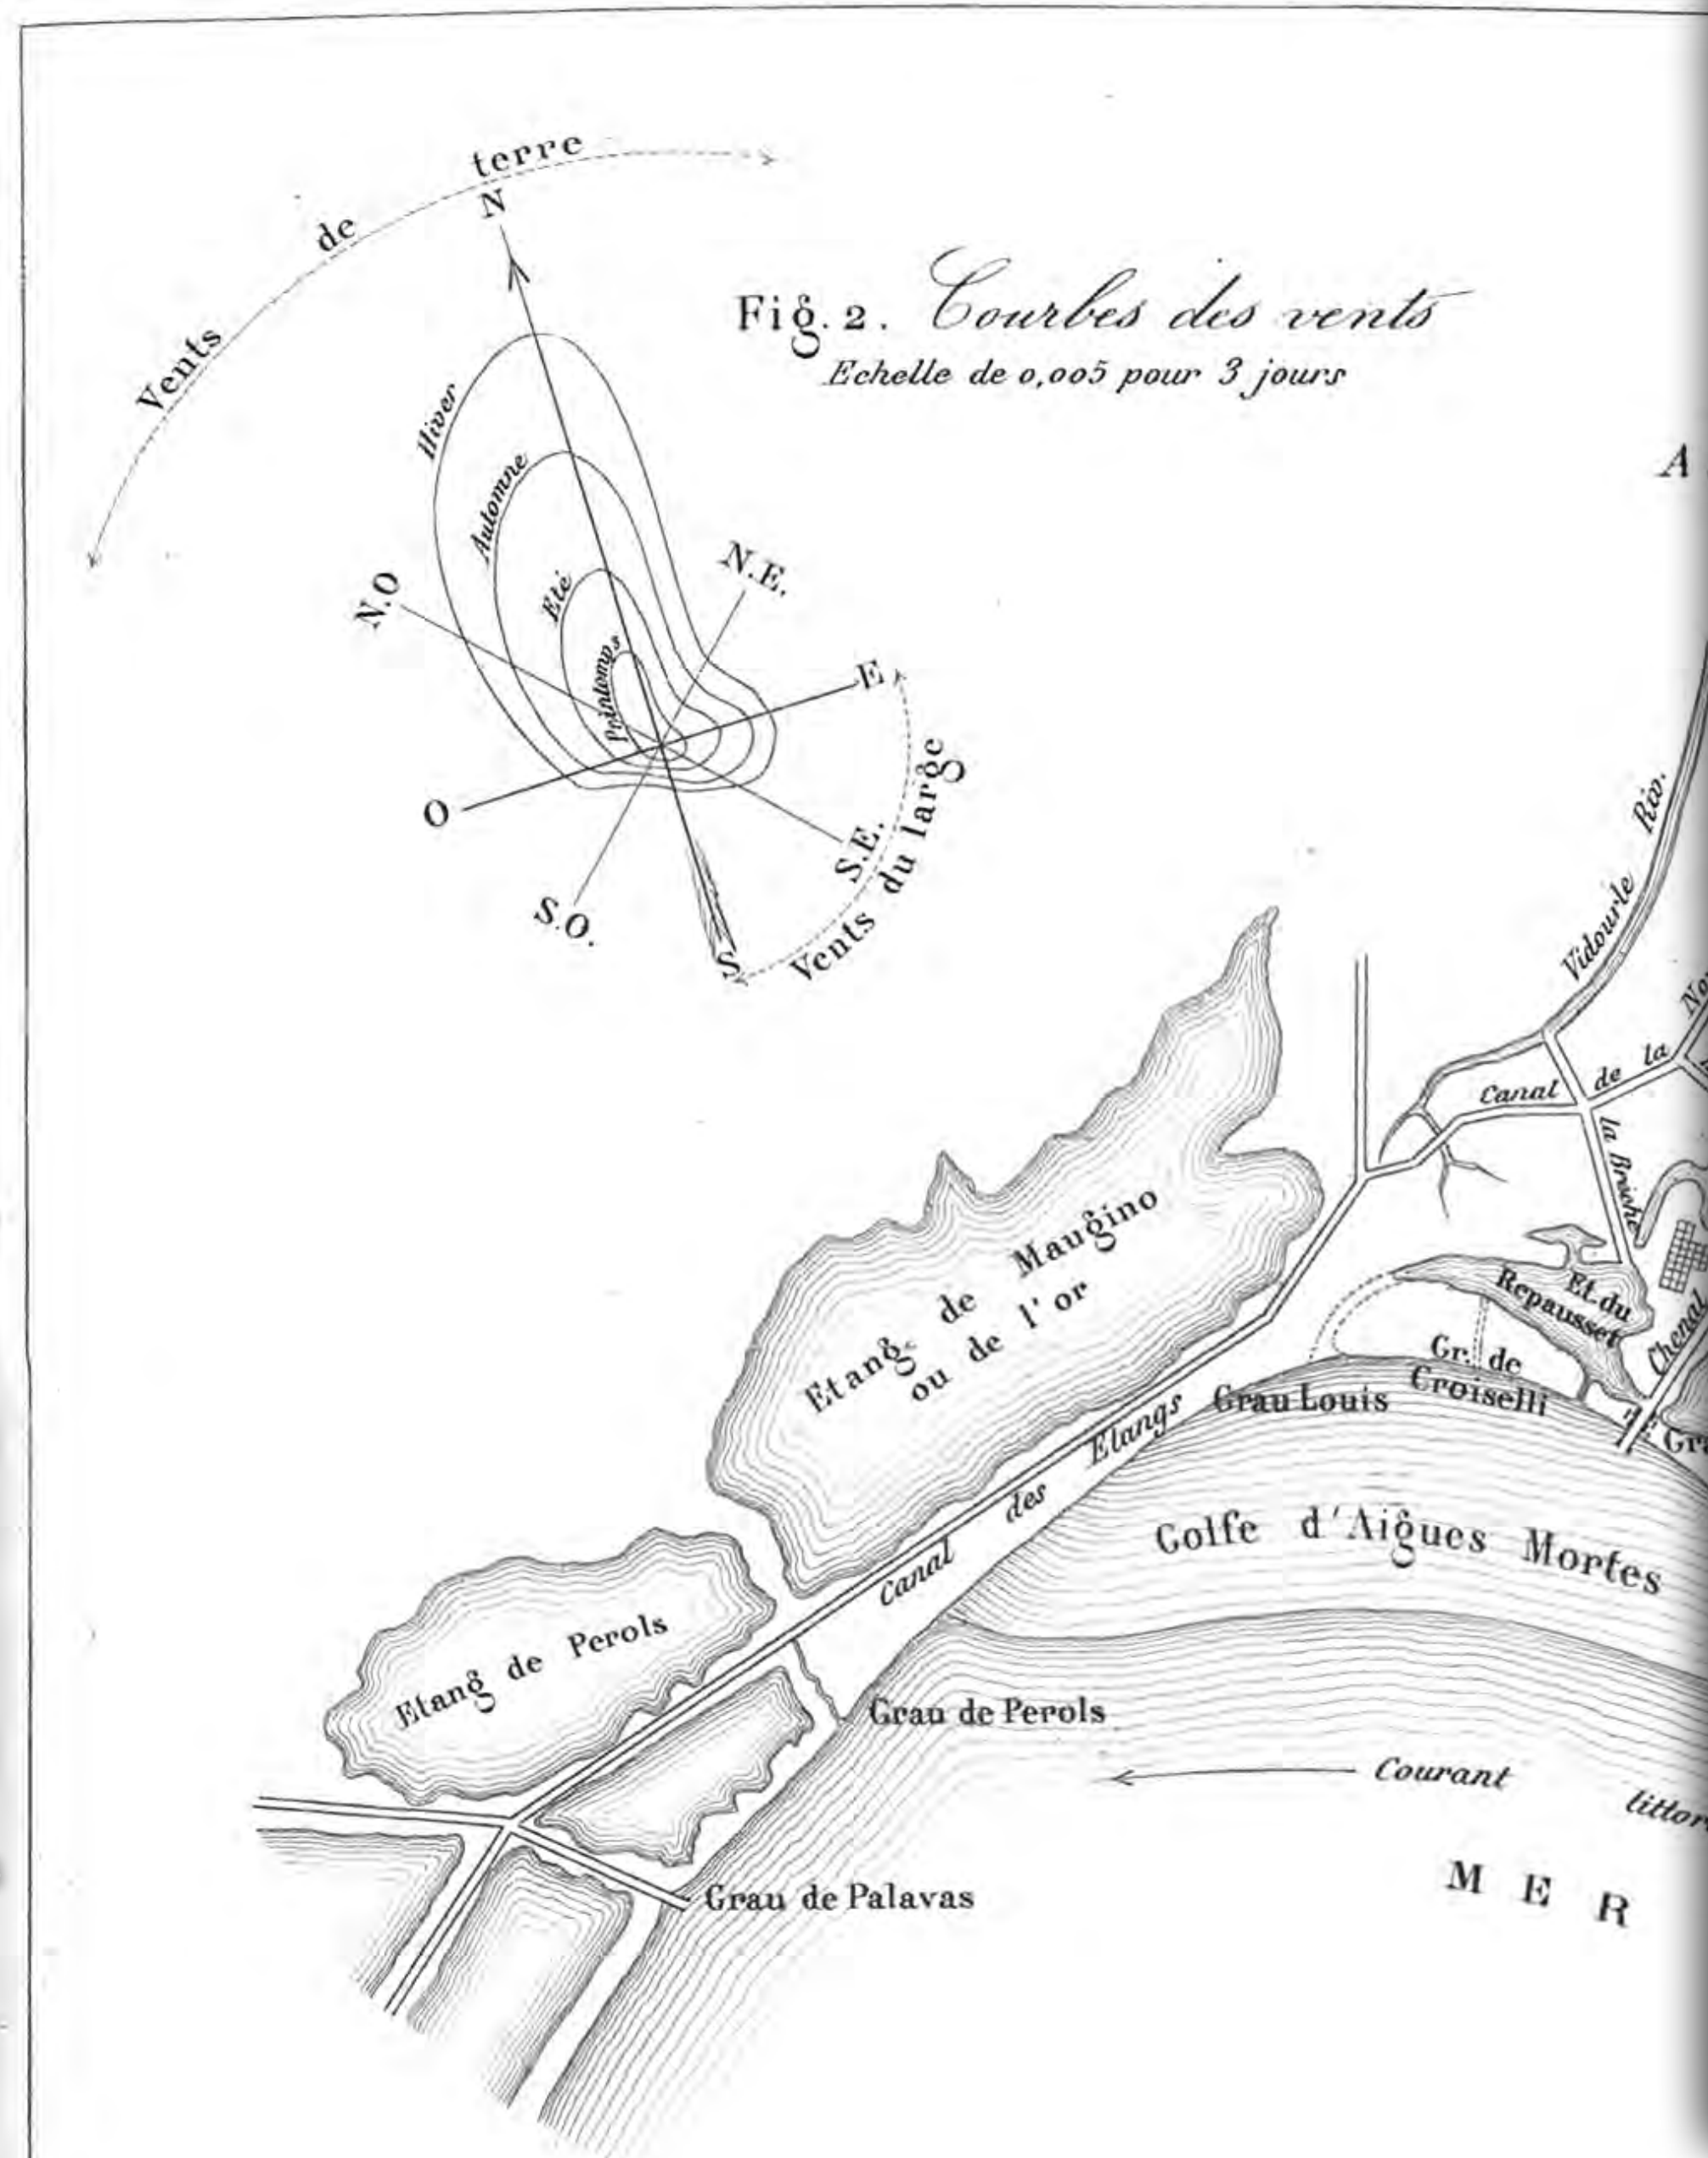 Vents de terre
N
Fig. 2. Courbes des vents
Echelle de 0,005 pour 3 jours
Hiver
Automne
Eté
Printemps
N.O
N.E.
E
O
S.E.
S.O.
S
Vents du large
A
Vidourle Riv.
Canal de la
la Brèche
Etang de Maugino
ou de l'or
Et. du
Repausset
Chenal
Gr. de
Croiselli
Grau Louis
Canal des Etangs
Golfe d'Aigues Mortes
Etang de Perols
Grau de Perols
Courant
Grau de Palavas
MER